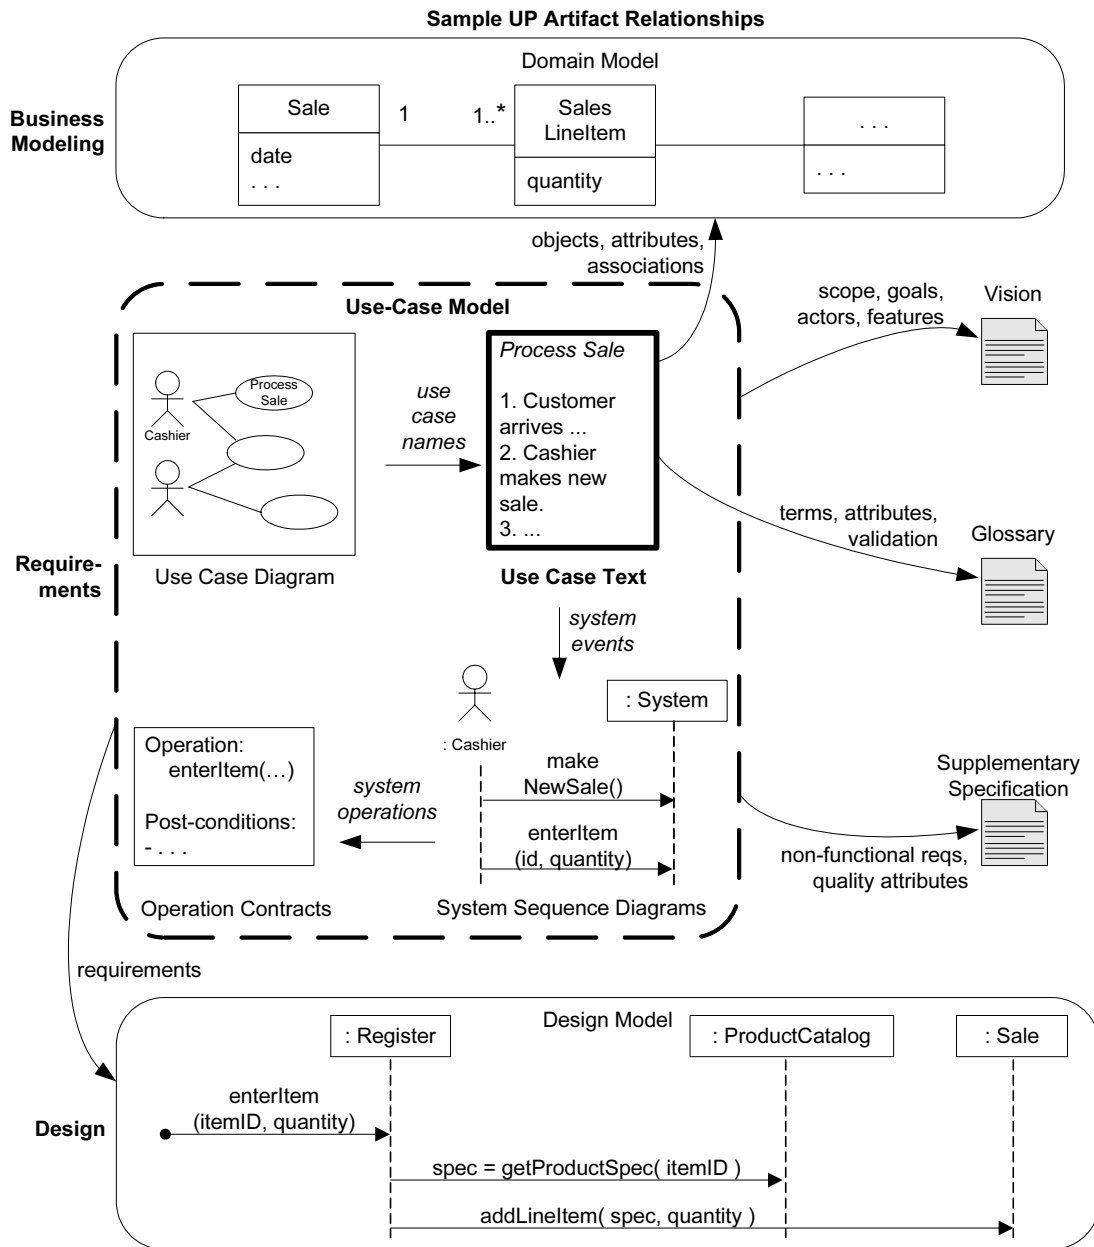 Sample UP Artifact Relationships
Domain Model
Business
Modeling
Sale
1
1..*
Sales
LineItem
. . .
date
. . .
quantity
. . .
objects, attributes,
associations
scope, goals,
actors, features
Vision
Use-Case Model
Process
Sale
Cashier
use
case
names
Process Sale
1. Customer
arrives ...
2. Cashier
makes new
sale.
3. ...
terms, attributes,
validation
Glossary
Require-
ments
Use Case Diagram
Use Case Text
system
events
: System
: Cashier
make
NewSale()
enterItem
(id, quantity)
system
operations
Operation:
enterItem(…)
Post-conditions:
- . . .
Supplementary
Specification
non-functional reqs,
quality attributes
Operation Contracts
System Sequence Diagrams
requirements
Design Model
: Register
: ProductCatalog
: Sale
enterItem
(itemID, quantity)
Design
spec = getProductSpec( itemID )
addLineItem( spec, quantity )